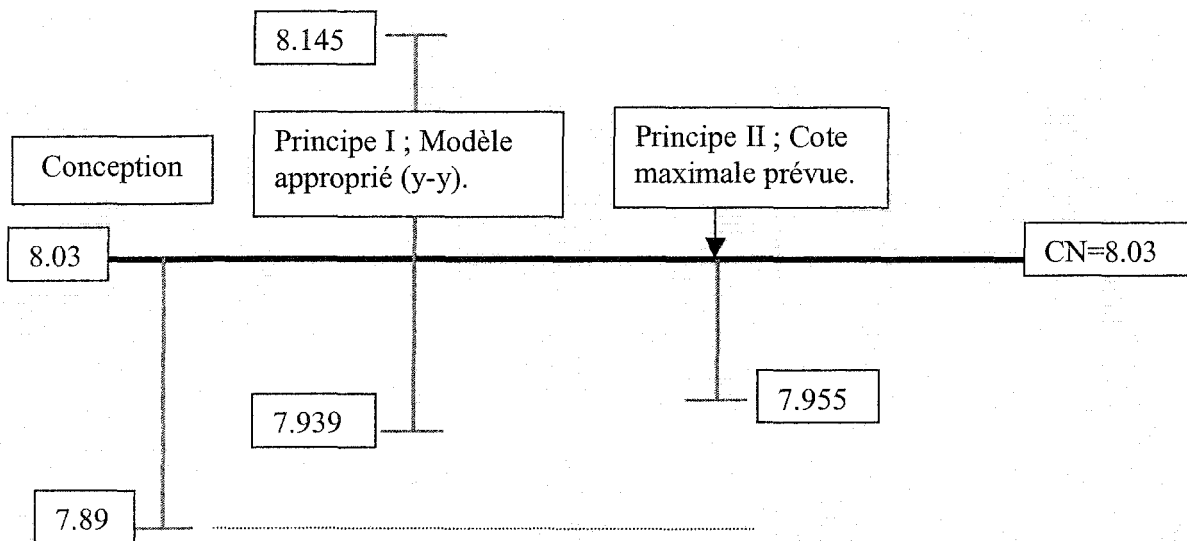 8.145
Principe I ; Modèle
approprié (y-y).
Principe II ; Cote
maximale prévue.
Conception
8.03
CN=8.03
7.939
7.955
7.89